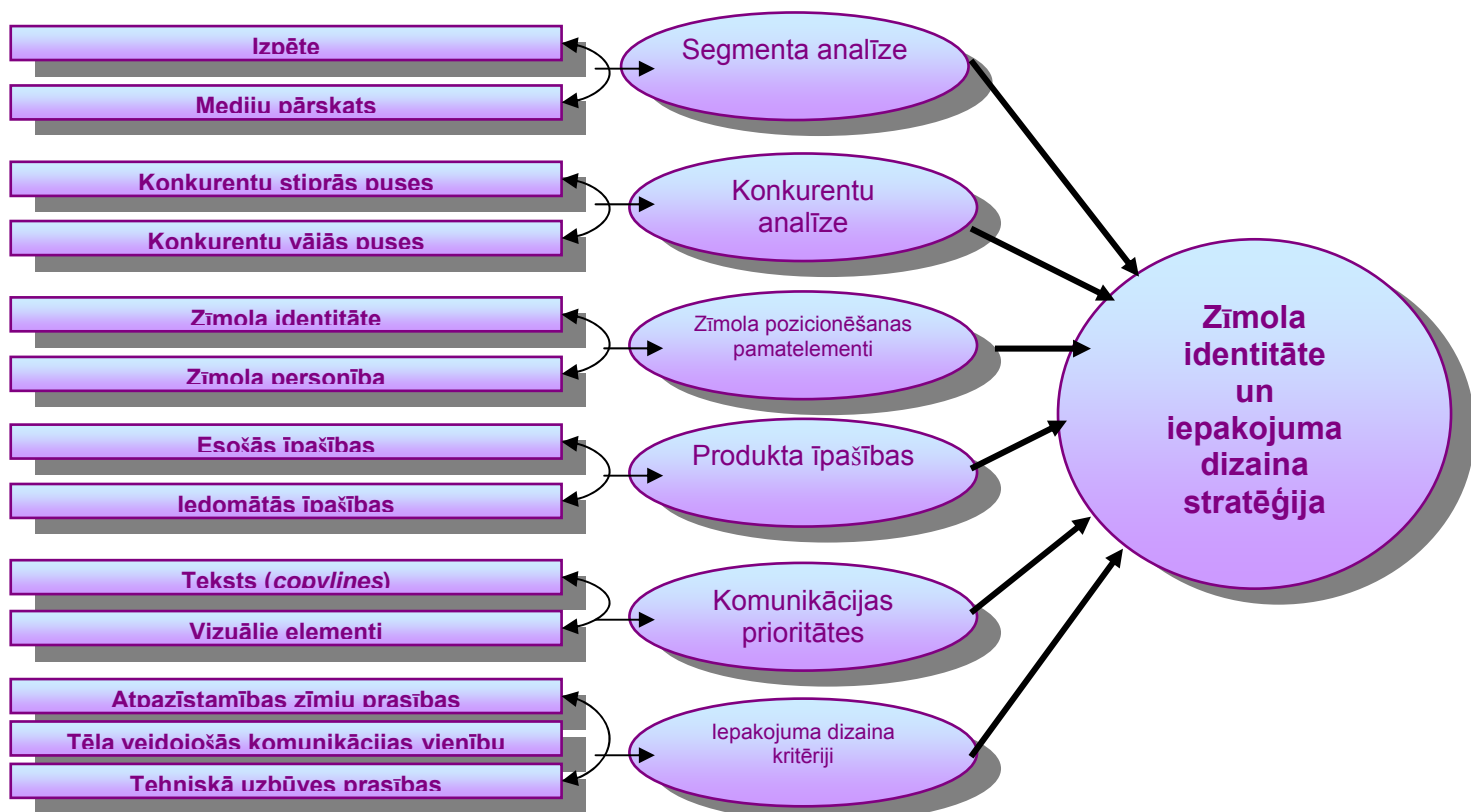 Izpēte
Mediju pārskats
Segmenta analīze
Konkurentu stiprās puses
Konkurentu vājās puses
Konkurentu
analīze
Zīmola identitāte
Zīmola personība
Zīmola pozicionēšanas
pamatelementi
Esošās īpašības
Iedomātās īpašības
Produkta īpašības
Teksts (copylines)
Vizuālie elementi
Komunikācijas
prioritātes
Atpazīstamības zīmju prasības
Tēla veidojošās komunikācijas vienību
Tehniskā uzbūves prasības
Iepakojuma dizaina
kritēriji
Zīmola
identitāte
un
iepakojuma
dizaina
stratēģija